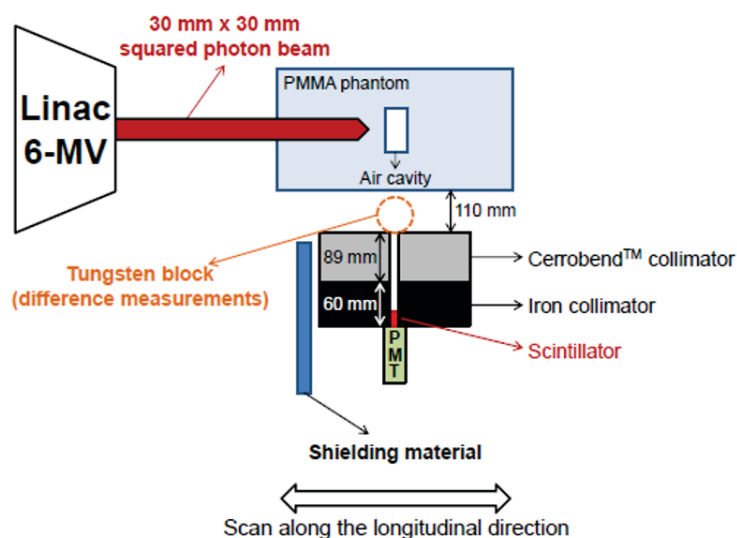 30 mm x 30 mm
squared photon beam
Linac
6-MV
PMMA phantom
Air cavity
110 mm
Tungsten block
(difference measurements)
89 mm
60 mm
Cerrobend™ collimator
Iron collimator
Scintillator
PMT
Shielding material
Scan along the longitudinal direction